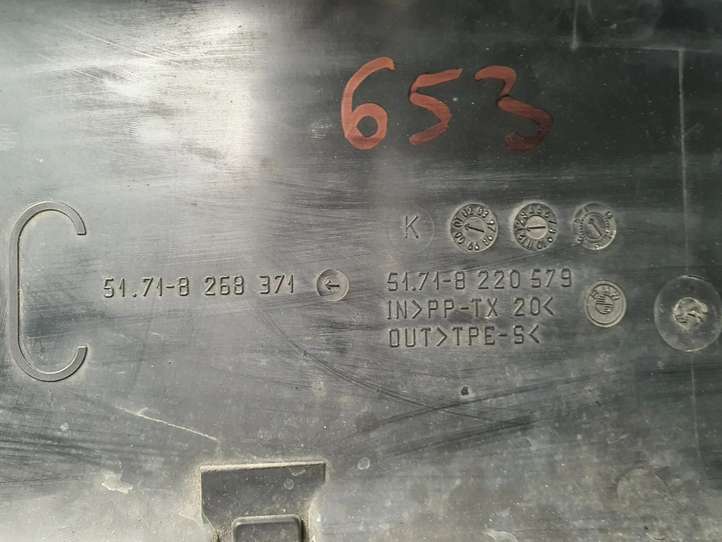 653
K
51.71-8 268 371
51.71-8 220 579
IN>PP-TX 20<
OUT>TPE-S<